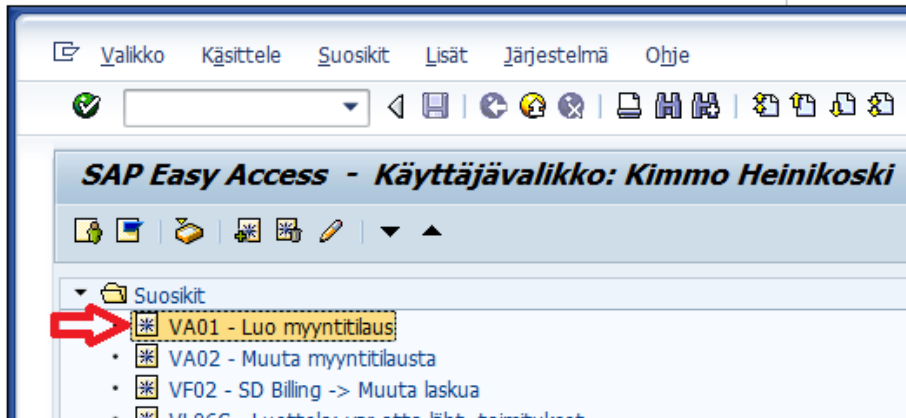 Valikko Käsittele Suosikit Lisät Järjestelmä Ohje
SAP Easy Access - Käyttäjävalikko: Kimmo Heinikoski
Suosikit
VA01 - Luo myyntitilaus
VA02 - Muuta myyntitilausta
VF02 - SD Billing -> Muuta laskua